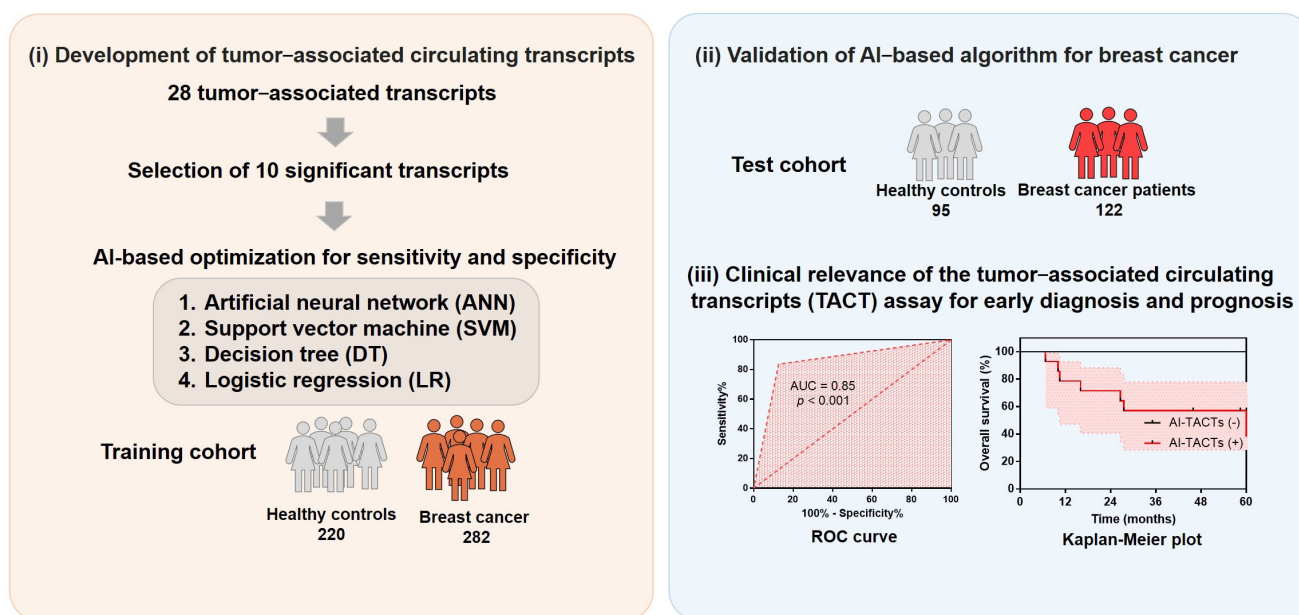 (i) Development of tumor–associated circulating transcripts
28 tumor–associated transcripts
Selection of 10 significant transcripts
AI-based optimization for sensitivity and specificity
1. Artificial neural network (ANN)
2. Support vector machine (SVM)
3. Decision tree (DT)
4. Logistic regression (LR)
Training cohort
Healthy controls
220
Breast cancer
282
(ii) Validation of AI–based algorithm for breast cancer
Test cohort
Healthy controls
95
Breast cancer patients
122
(iii) Clinical relevance of the tumor–associated circulating
transcripts (TACT) assay for early diagnosis and prognosis
Sensitivity%
100
80
60
40
20
0
AUC = 0.85
p < 0.001
0 20 40 60 80 100
100% - Specificity%
ROC curve
Overall survival (%)
100
80
60
40
20
0
AI-TACTs (-)
AI-TACTs (+)
0 12 24 36 48 60
Time (months)
Kaplan-Meier plot